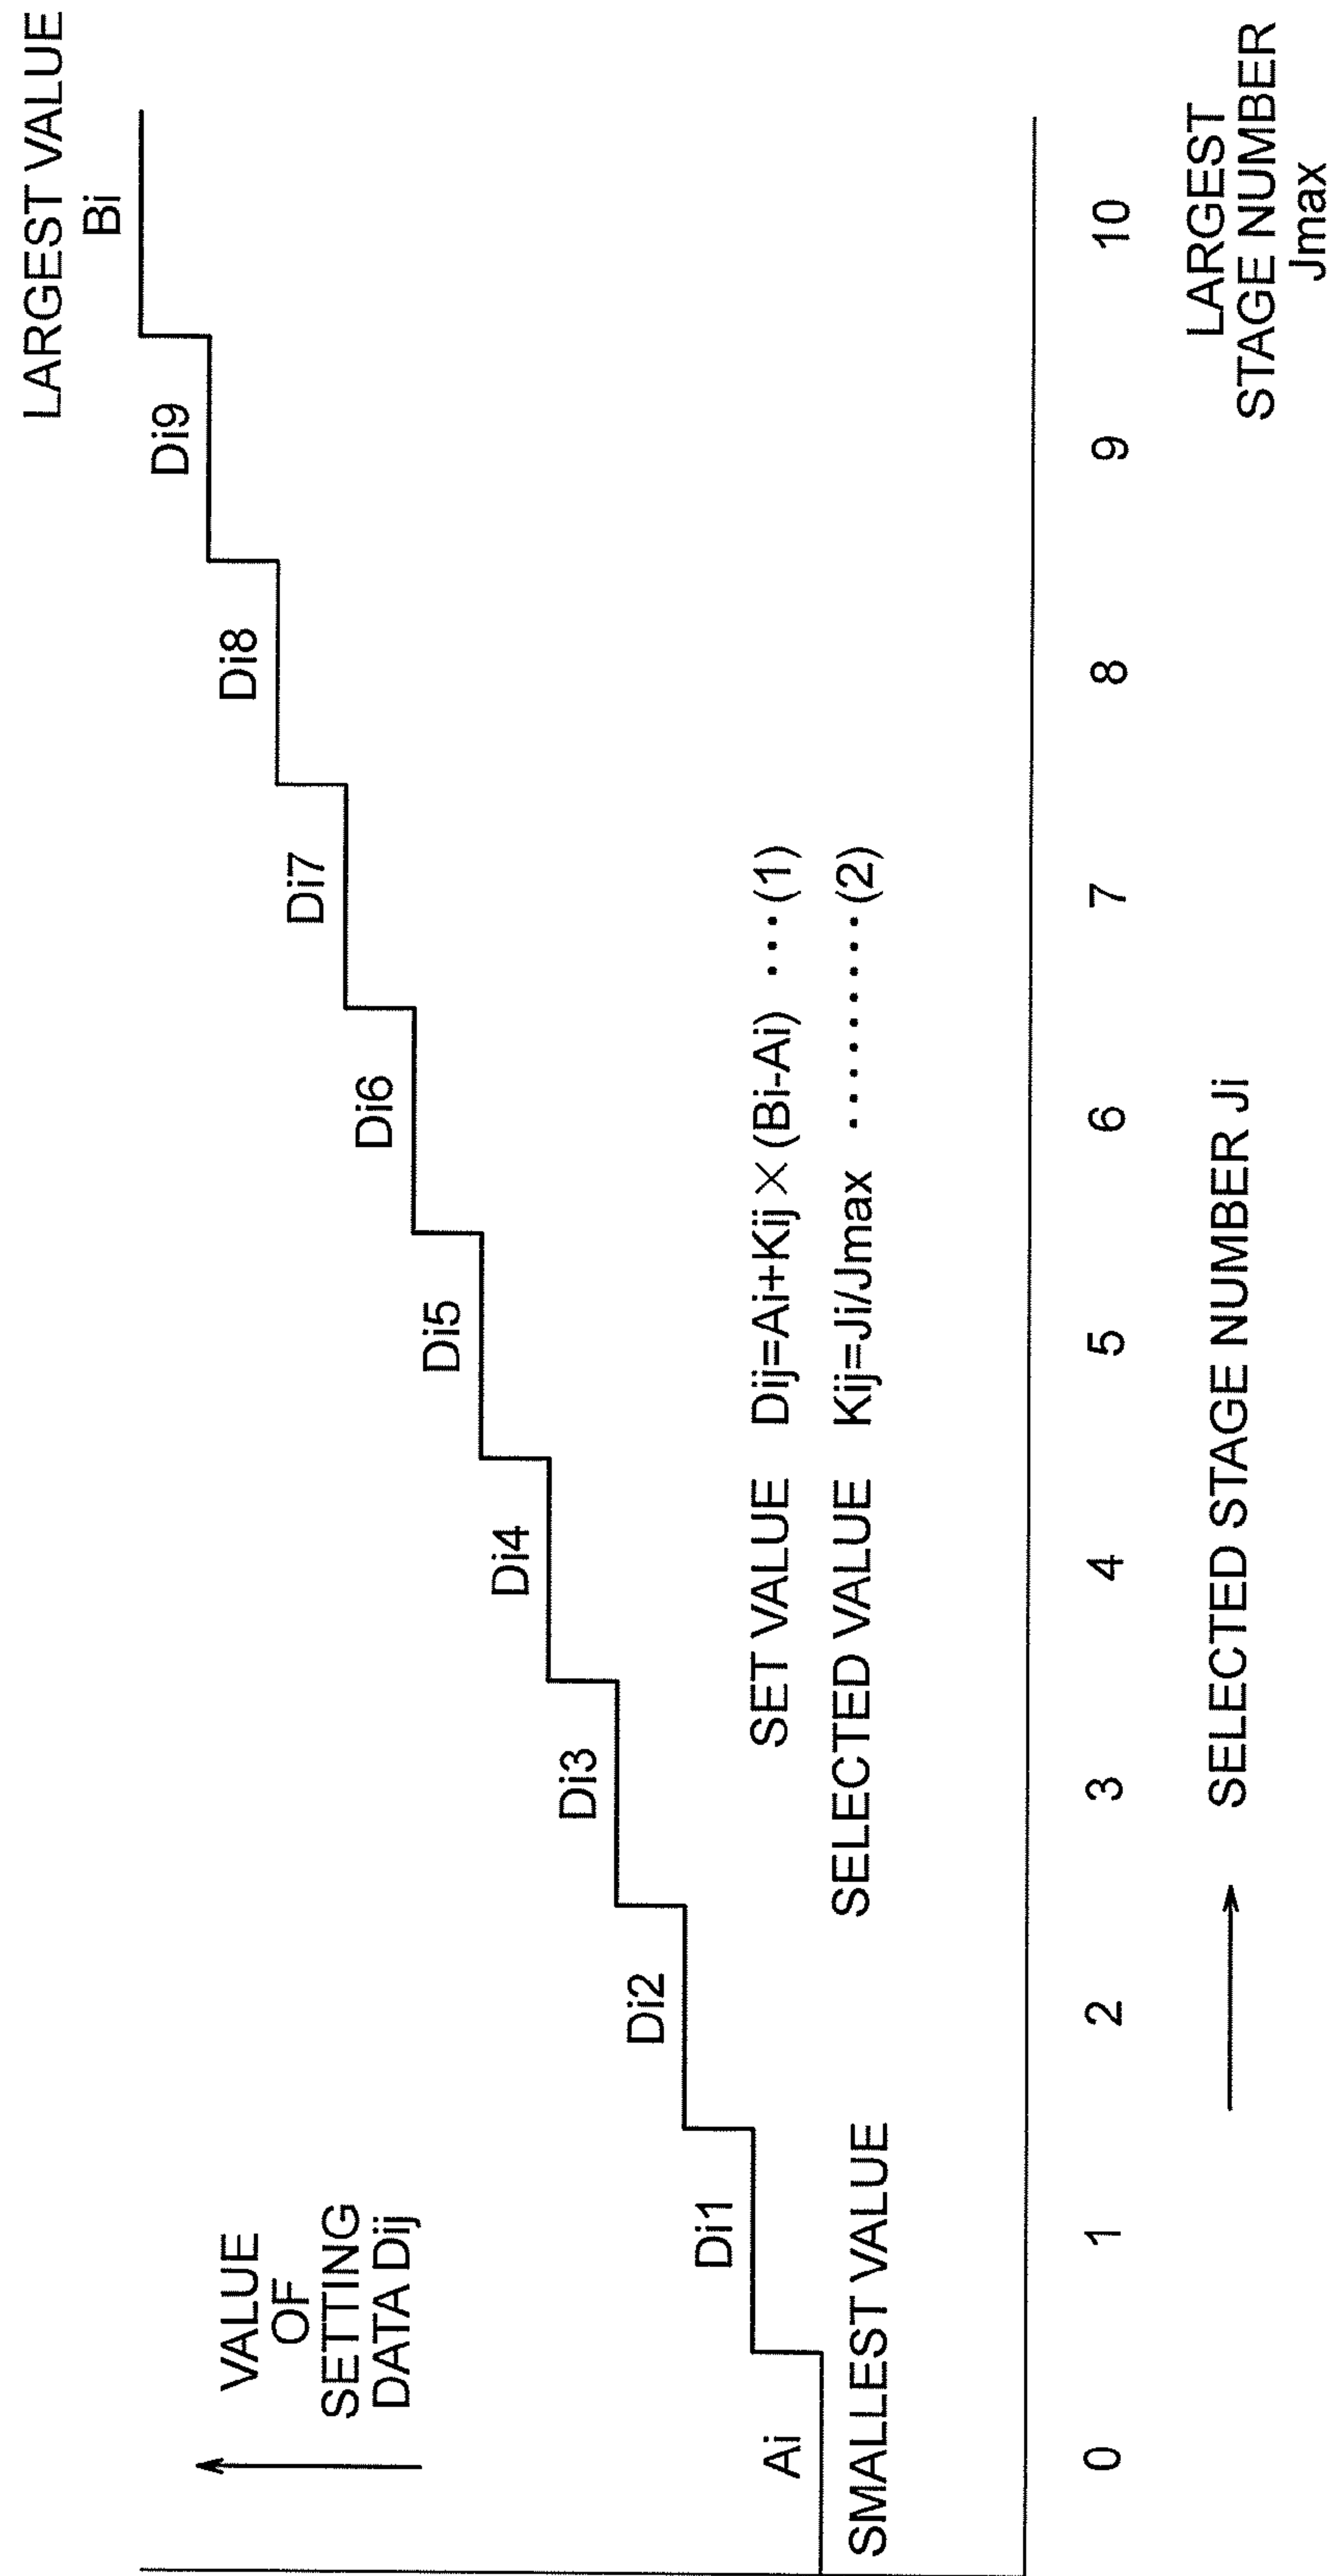 LARGEST VALUE
Bi
Di9
Di8
Di7
Di6
Di5
Di4
Di3
Di2
Di1
Ai
SMALLEST VALUE
VALUE
OF
SETTING
DATA Dij
SET VALUE Dij=Ai+Kij×(Bi-Ai) ···(1)
SELECTED VALUE Kij=Ji/Jmax ·········(2)
0 1 2 3 4 5 6 7 8 9 10
SELECTED STAGE NUMBER Ji
LARGEST
STAGE NUMBER
Jmax